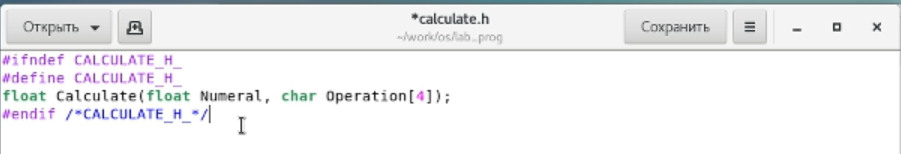 Открыть
*calculate.h
~/work/os/lab_prog
Сохранить
#ifndef CALCULATE_H_
#define CALCULATE_H_
float Calculate(float Numeral, char Operation[4]);
#endif /*CALCULATE_H_*/